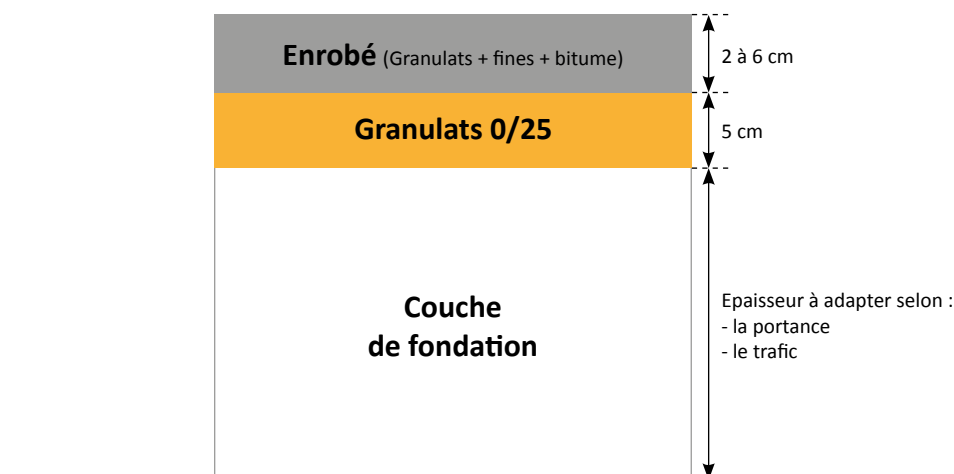 Enrobé (Granulats + fines + bitume)
2 à 6 cm
Granulats 0/25
5 cm
Couche
de fondation
Epaisseur à adapter selon :
- la portance
- le trafic